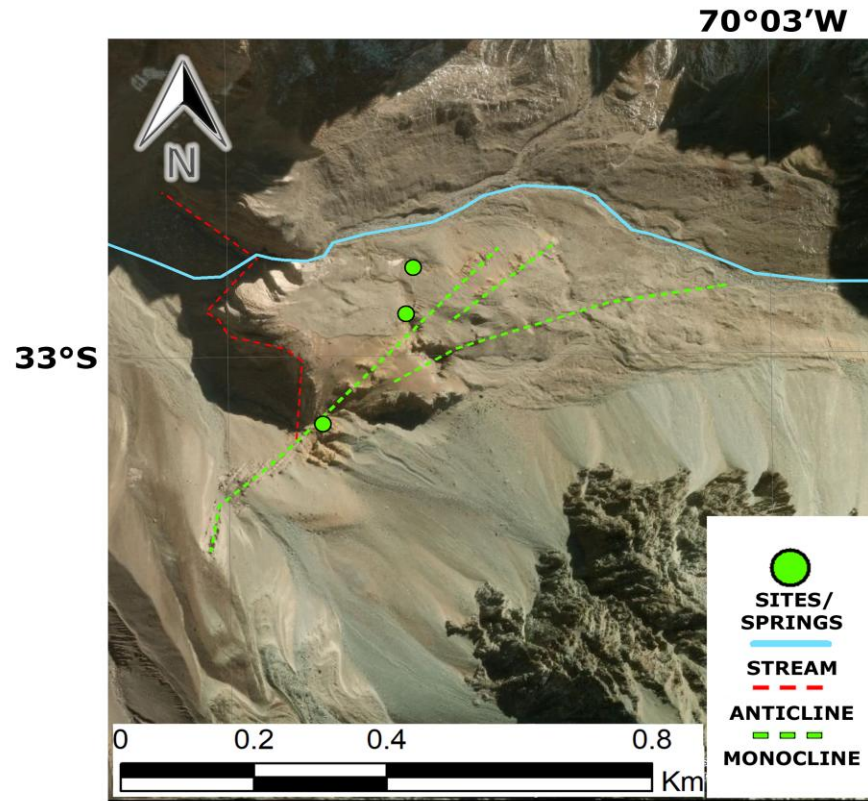 70°03’W
N
33°S
SITES/
SPRINGS
STREAM
ANTICLINE
MONOCLINE
0 0.2 0.4 0.8
Km